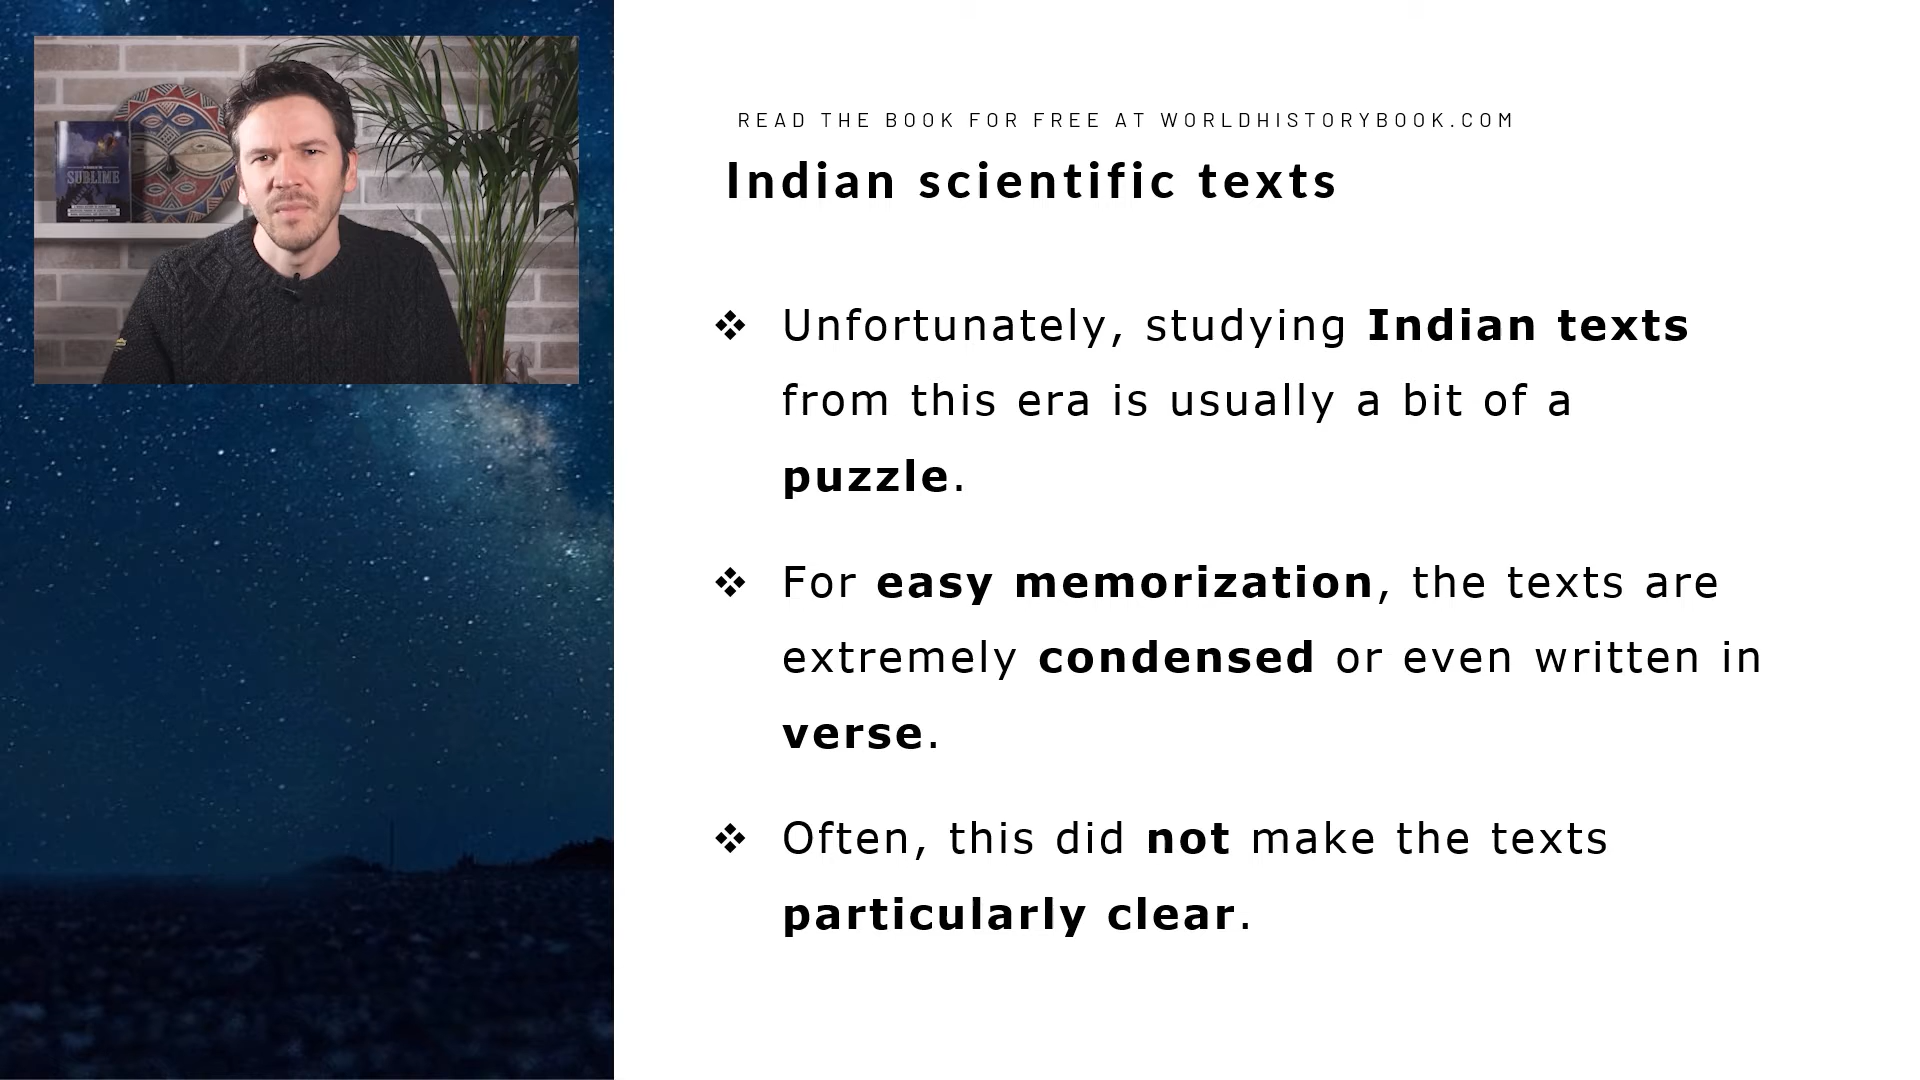 SUBLIME
READ THE BOOK FOR FREE AT WORLDHISTORYBOOK.COM
Indian scientific texts
❖ Unfortunately, studying Indian texts
from this era is usually a bit of a
puzzle.
❖ For easy memorization, the texts are
extremely condensed or even written in
verse.
❖ Often, this did not make the texts
particularly clear.